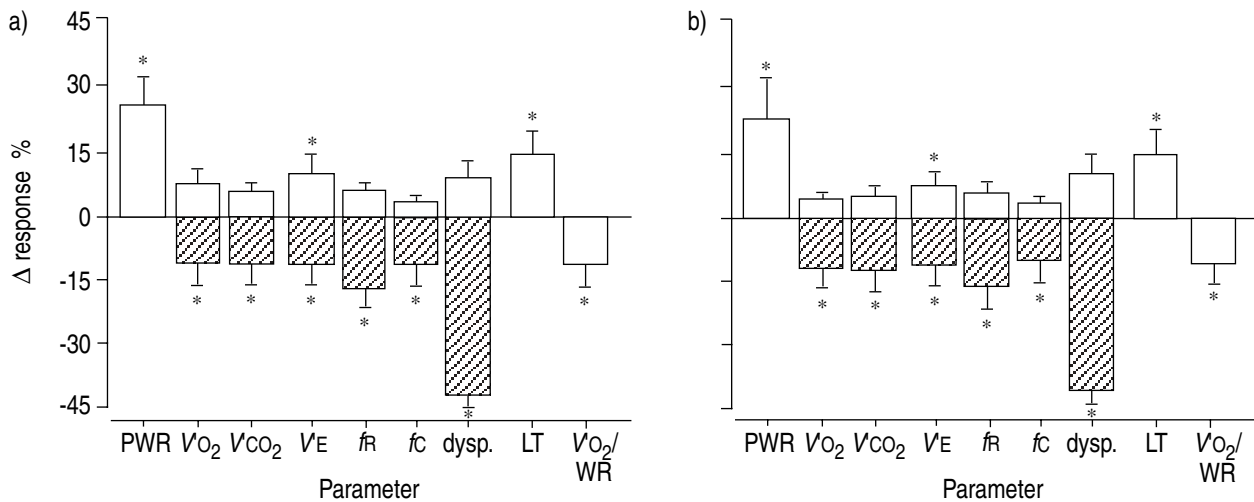 a)
Δ response %
45
30
15
0
-15
-30
-45
* * * * * * * * * * *
PWR V'O₂ V'CO₂ V'E fR fC dysp. LT V'O₂/
WR
Parameter
b)
* * * * * * * * * *
PWR V'O₂ V'CO₂ V'E fR fC dysp. LT V'O₂/
WR
Parameter